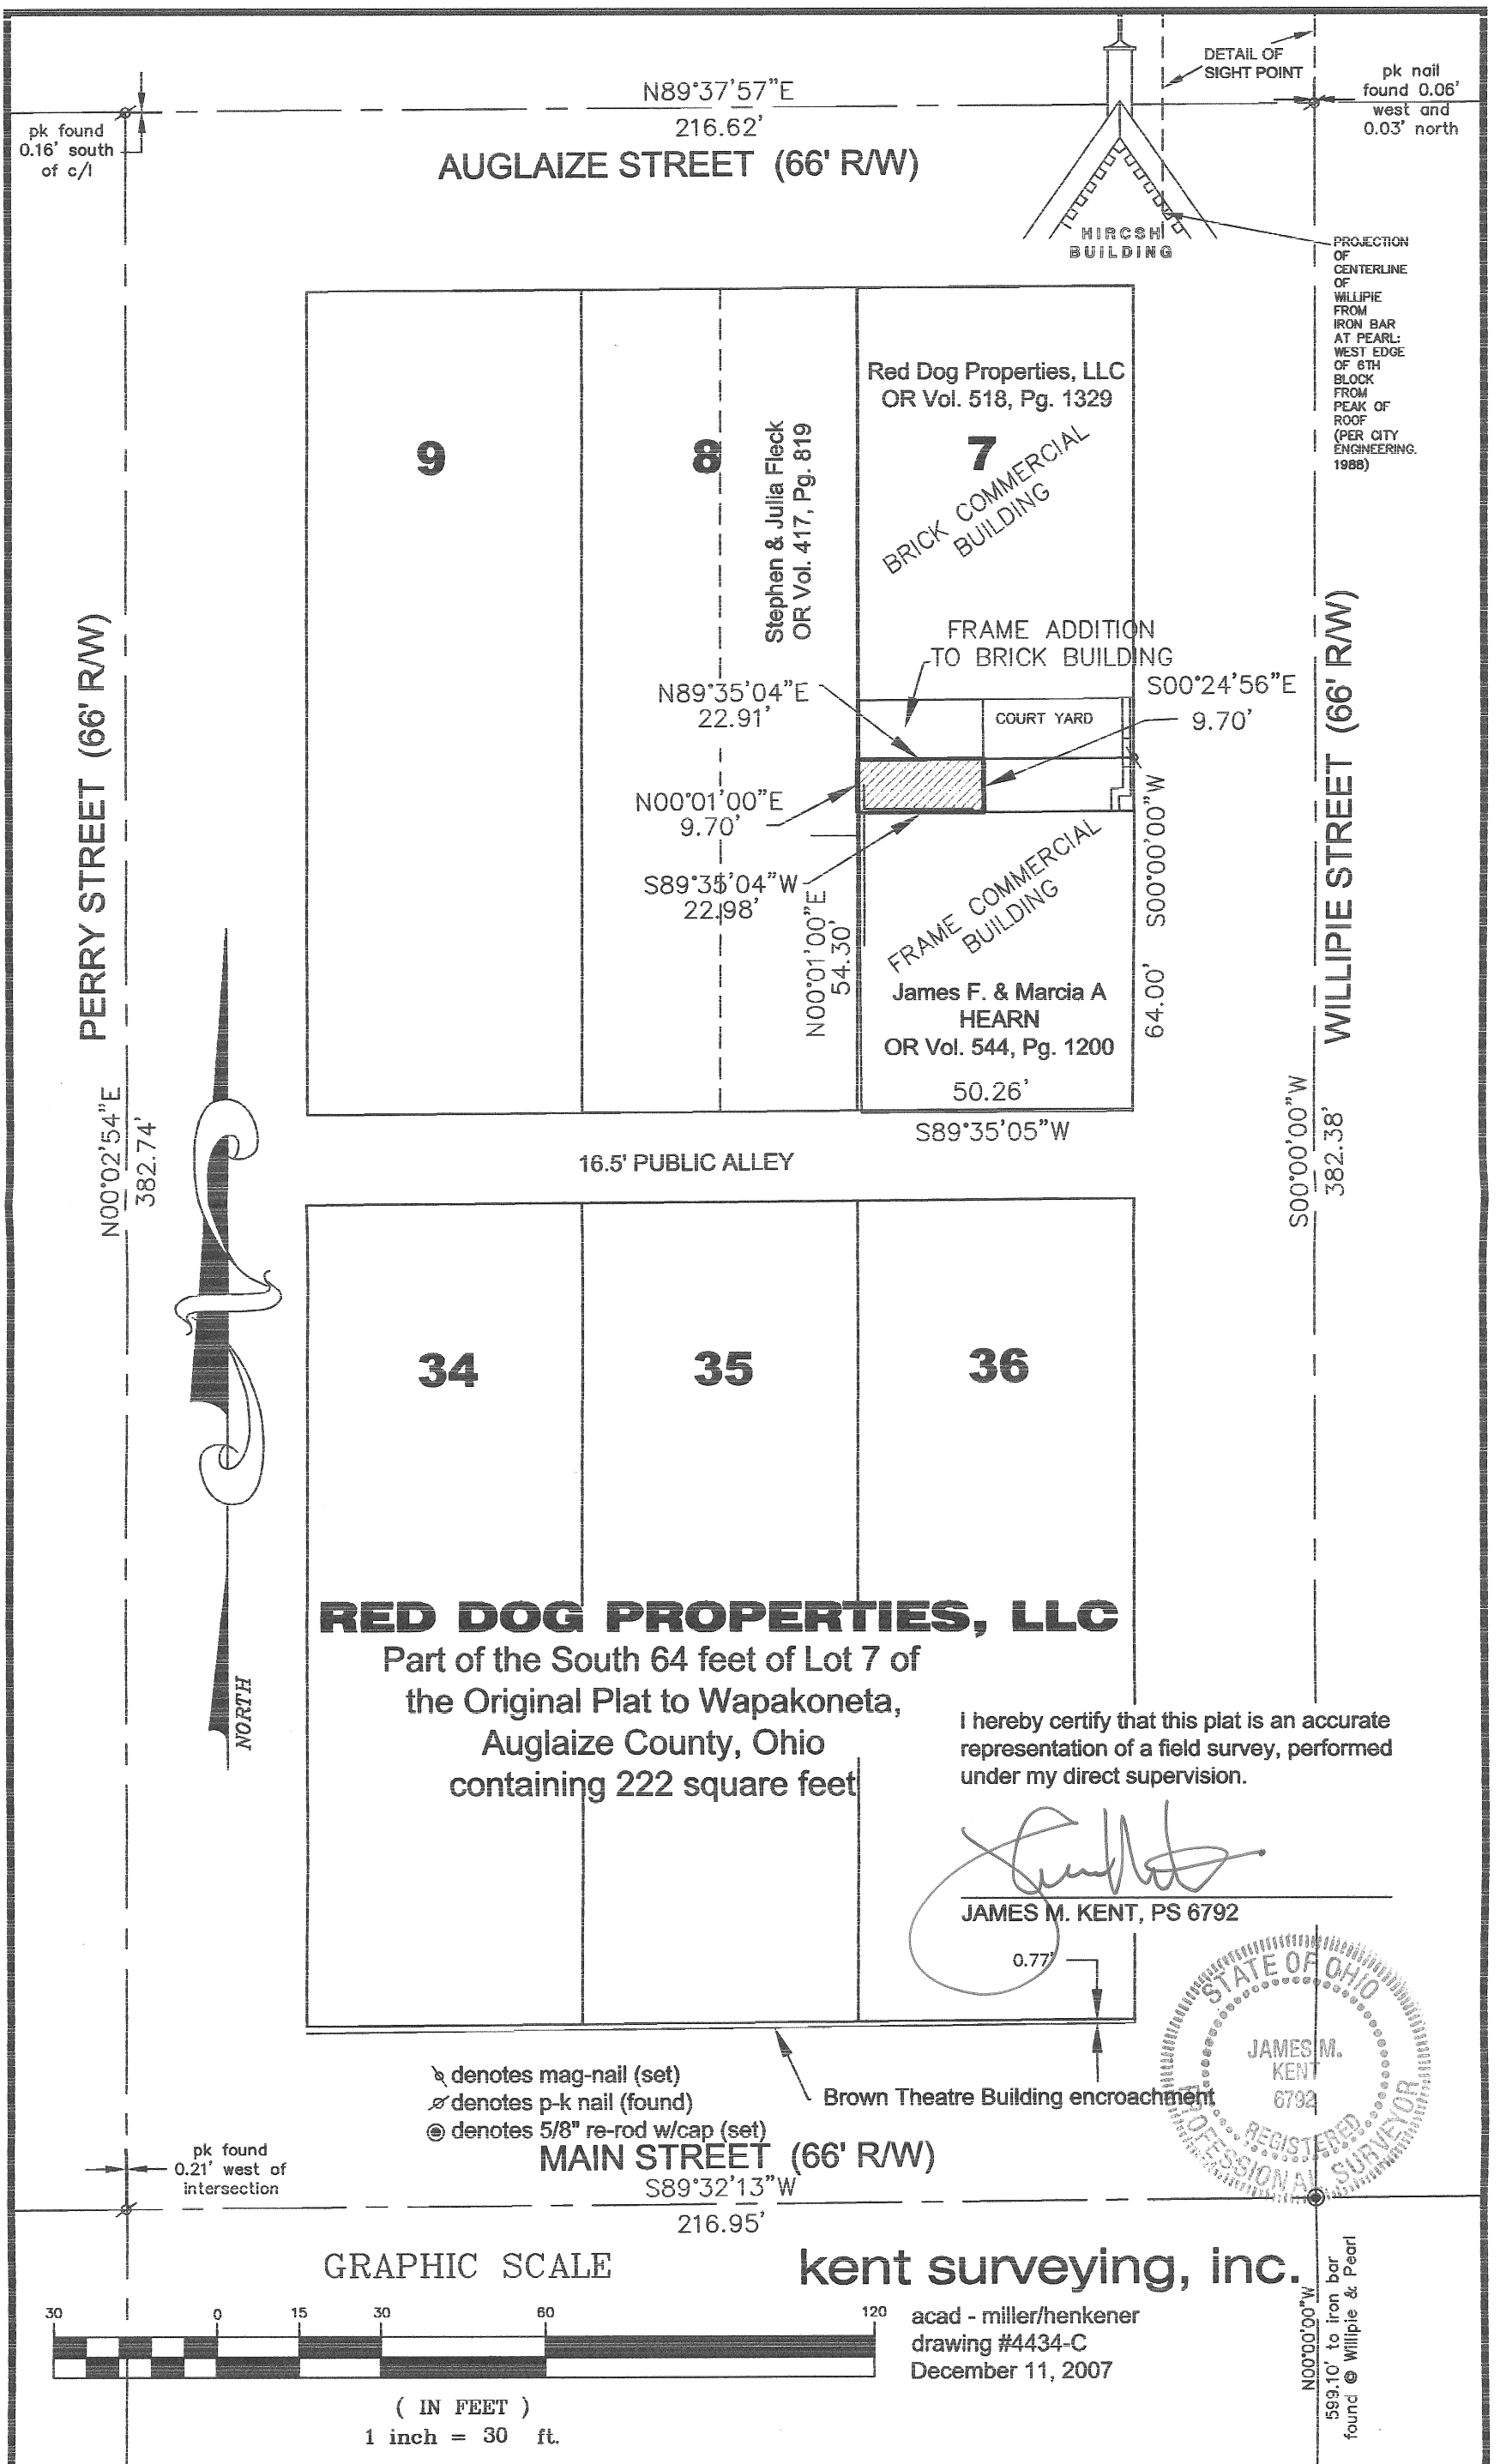 N89°37'57"E
216.62'
AUGLAIZE STREET (66' R/W)
pk found
0.16' south
of c/l
DETAIL OF
SIGHT POINT
pk nail
found 0.06'
west and
0.03' north
HIRCSH
BUILDING
PROJECTION
OF
CENTERLINE
OF
WILLIPIE
FROM
IRON BAR
AT PEARL:
WEST EDGE
OF 6TH
BLOCK
FROM
PEAK OF
ROOF
(PER CITY
ENGINEERING.
1988)
9
8
Stephen & Julia Fleck
OR Vol. 417, Pg. 819
Red Dog Properties, LLC
OR Vol. 518, Pg. 1329
7
BRICK COMMERCIAL
BUILDING
FRAME ADDITION
TO BRICK BUILDING
COURT YARD
N89°35'04"E
22.91'
S00°24'56"E
9.70'
N00°01'00"E
9.70'
S89°35'04"W
22.98'
N00°01'00"E
54.30'
FRAME COMMERCIAL
BUILDING
James F. & Marcia A
HEARN
OR Vol. 544, Pg. 1200
50.26'
S89°35'05"W
64.00' S00°00'00"W
PERRY STREET (66' R/W)
N00°02'54"E
382.74'
WILLIPIE STREET (66' R/W)
S00°00'00"W
382.38'
16.5' PUBLIC ALLEY
34
35
36
NORTH
RED DOG PROPERTIES, LLC
Part of the South 64 feet of Lot 7 of
the Original Plat to Wapakoneta,
Auglaize County, Ohio
containing 222 square feet
I hereby certify that this plat is an accurate
representation of a field survey, performed
under my direct supervision.
JAMES M. KENT, PS 6792
0.77'
STATE OF OHIO
JAMES M.
KENT
6792
REGISTERED
PROFESSIONAL SURVEYOR
Brown Theatre Building encroachment
denotes mag-nail (set)
denotes p-k nail (found)
denotes 5/8" re-rod w/cap (set)
pk found
0.21' west of
intersection
MAIN STREET (66' R/W)
S89°32'13"W
216.95'
GRAPHIC SCALE
30 0 15 30 60 120
( IN FEET )
1 inch = 30 ft.
kent surveying, inc.
acad - miller/henkener
drawing #4434-C
December 11, 2007
N00°00'00"W
599.10' to iron bar
found @ Willipie & Pearl